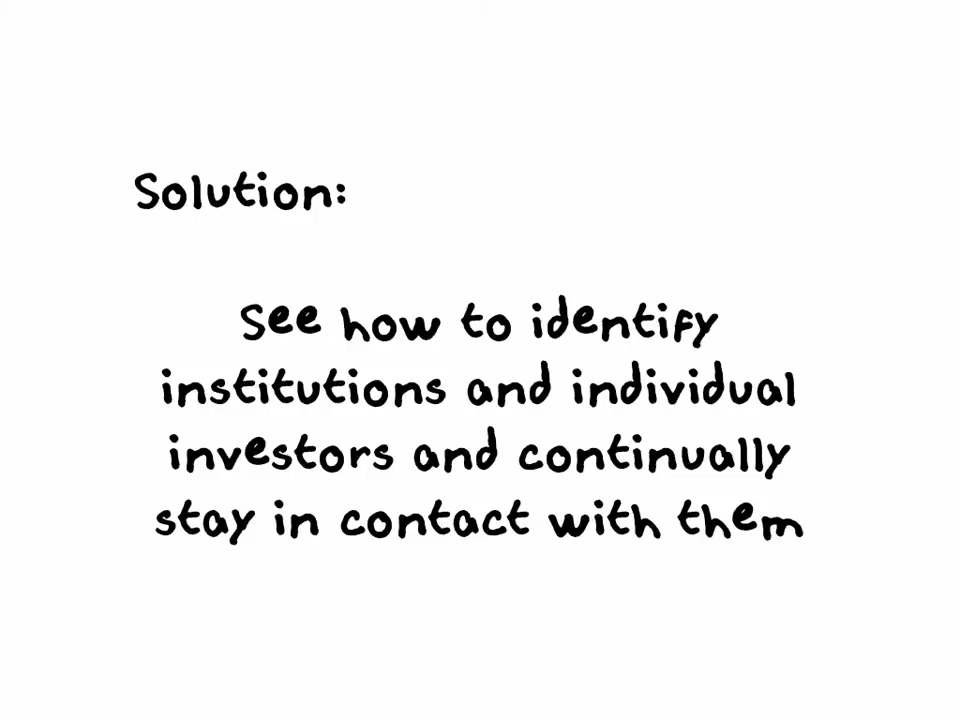 Solution:
See how to identify
institutions and individual
investors and continually
stay in contact with them